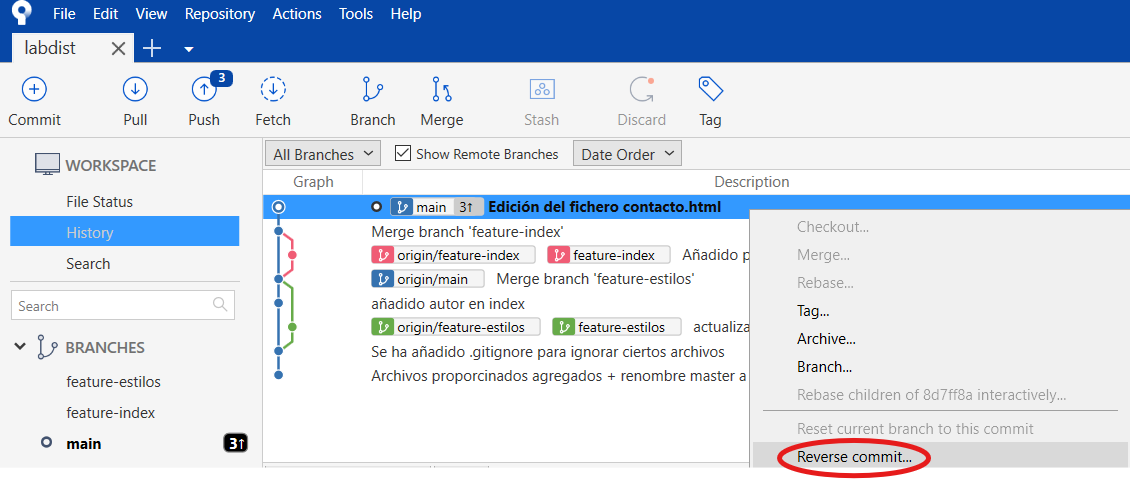 File Edit View Repository Actions Tools Help
labdist
3
Commit Pull Push Fetch Branch Merge Stash Discard Tag
WORKSPACE
File Status
History
Search
Search
BRANCHES
feature-estilos
feature-index
main 3↑
All Branches Show Remote Branches Date Order
Graph Description
main 3↑ Edición del fichero contacto.html
Merge branch 'feature-index'
origin/feature-index feature-index Añadido p
origin/main Merge branch 'feature-estilos'
añadido autor en index
origin/feature-estilos feature-estilos actualiza
Se ha añadido .gitignore para ignorar ciertos archivos
Archivos proporcinados agregados + renombre master a
Checkout...
Merge...
Rebase...
Tag...
Archive...
Branch...
Rebase children of 8d7ff8a interactively...
Reset current branch to this commit
Reverse commit...